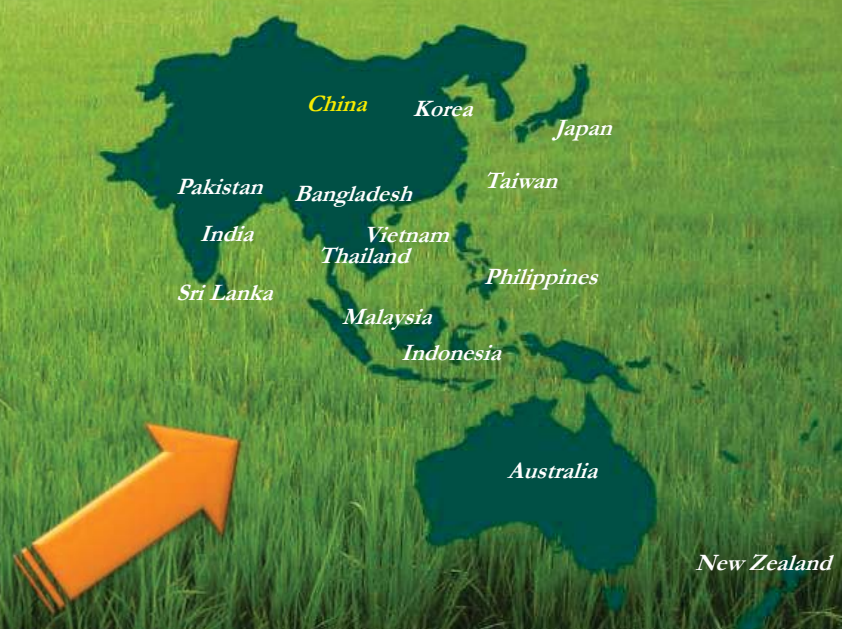 China
Korea
Japan
Taiwan
Pakistan
Bangladesh
India
Vietnam
Thailand
Philippines
Sri Lanka
Malaysia
Indonesia
Australia
New Zealand